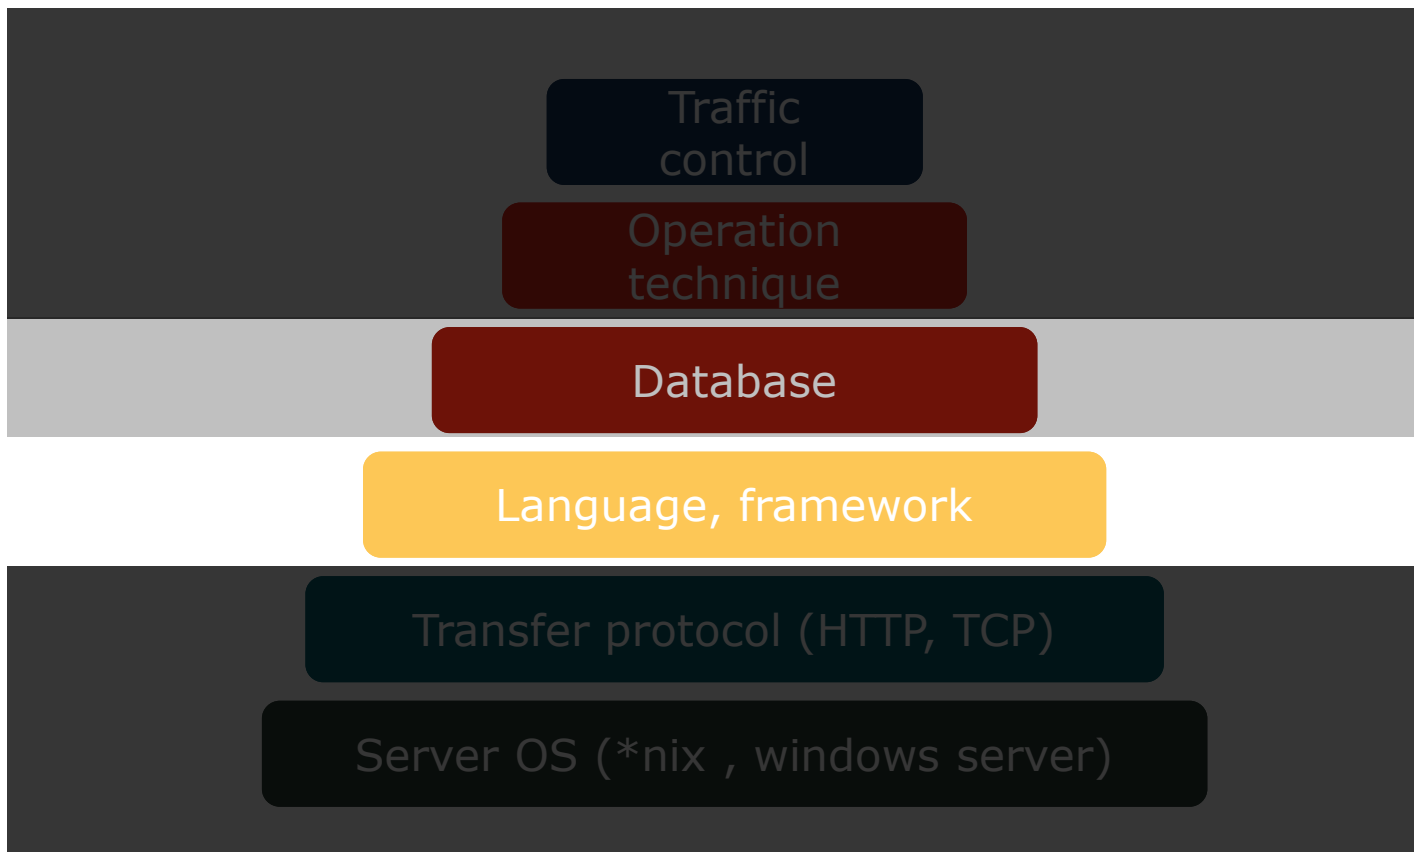 Traffic
control
Operation
technique
Database
Language, framework
Transfer protocol (HTTP, TCP)
Server OS (*nix , windows server)